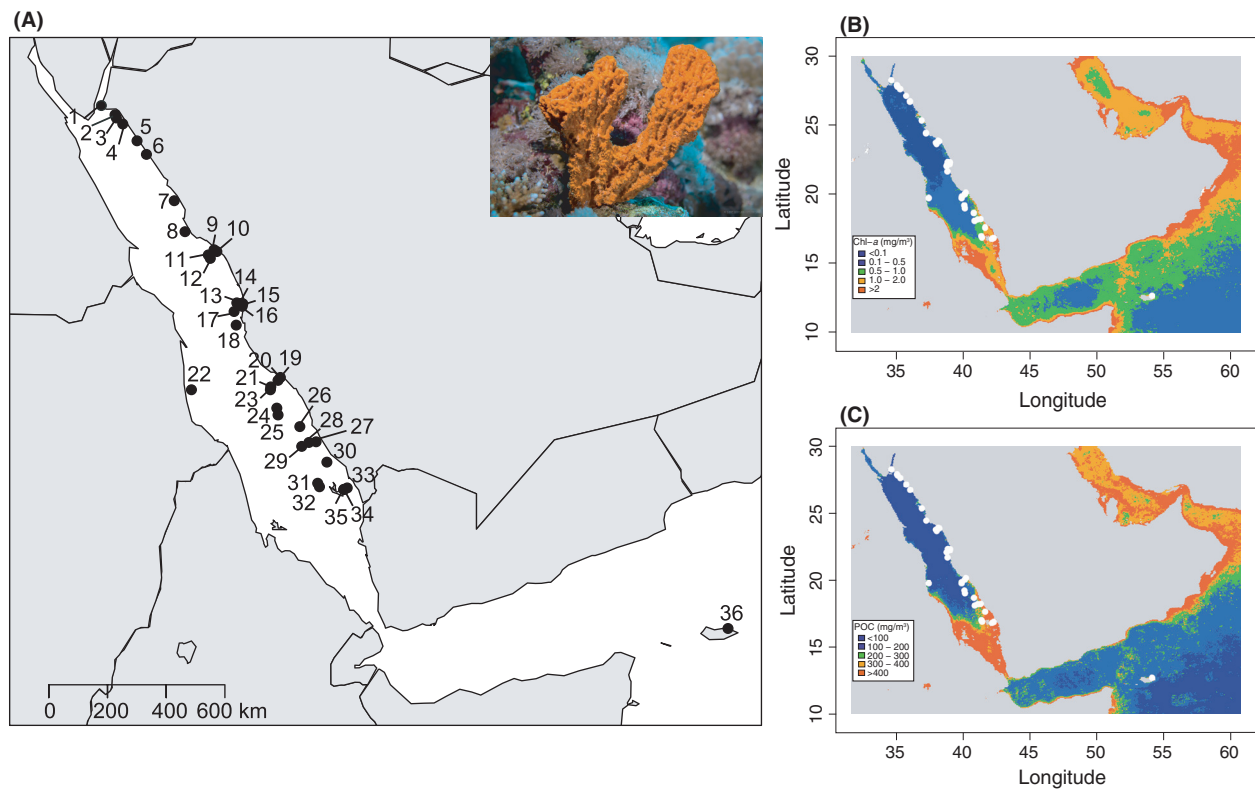 (A)
1
2
3
4
5
6
7
8
9
10
11
12
13
14
15
16
17
18
20
19
21
22
23
24
25
26
28
27
29
30
31
32
33
34
35
36
0 200 400 600 km
(B)
Latitude
30
25
20
15
10
Chl–a (mg/m³)
<0.1
0.1 – 0.5
0.5 – 1.0
1.0 – 2.0
>2
35 40 45 50 55 60
Longitude
(C)
Latitude
30
25
20
15
10
POC (mg/m³)
<100
100 – 200
200 – 300
300 – 400
>400
35 40 45 50 55 60
Longitude